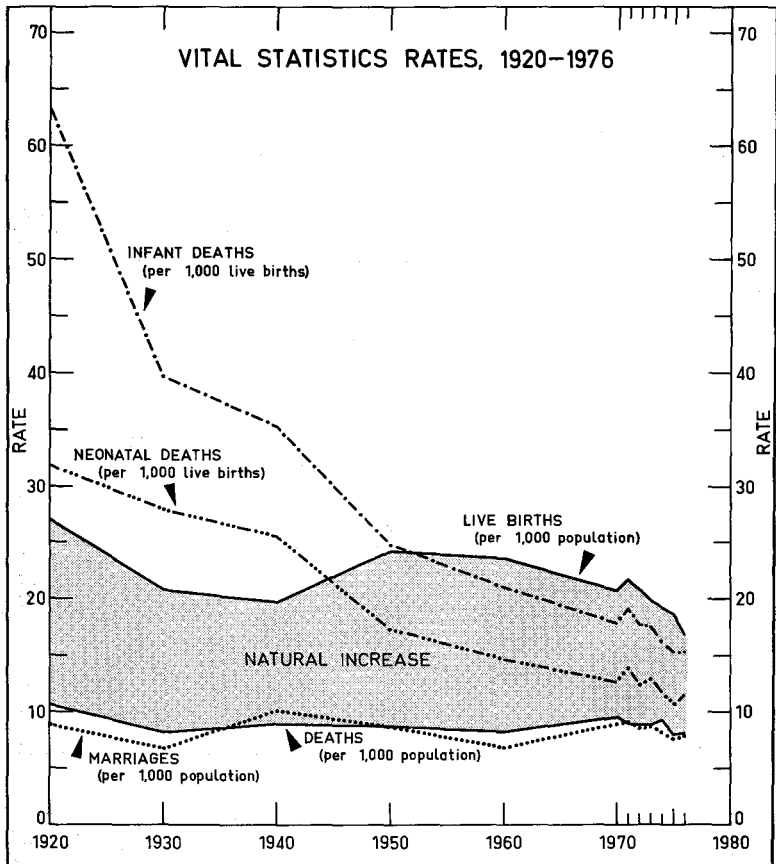 VITAL STATISTICS RATES, 1920–1976
70
70
60
60
50
50
INFANT DEATHS
(per 1,000 live births)
40
40
RATE
RATE
NEONATAL DEATHS
(per 1,000 live births)
30
30
LIVE BIRTHS
(per 1,000 population)
20
20
NATURAL INCREASE
10
10
MARRIAGES
(per 1,000 population)
DEATHS
(per 1,000 population)
0
0
1920 1930 1940 1950 1960 1970 1980